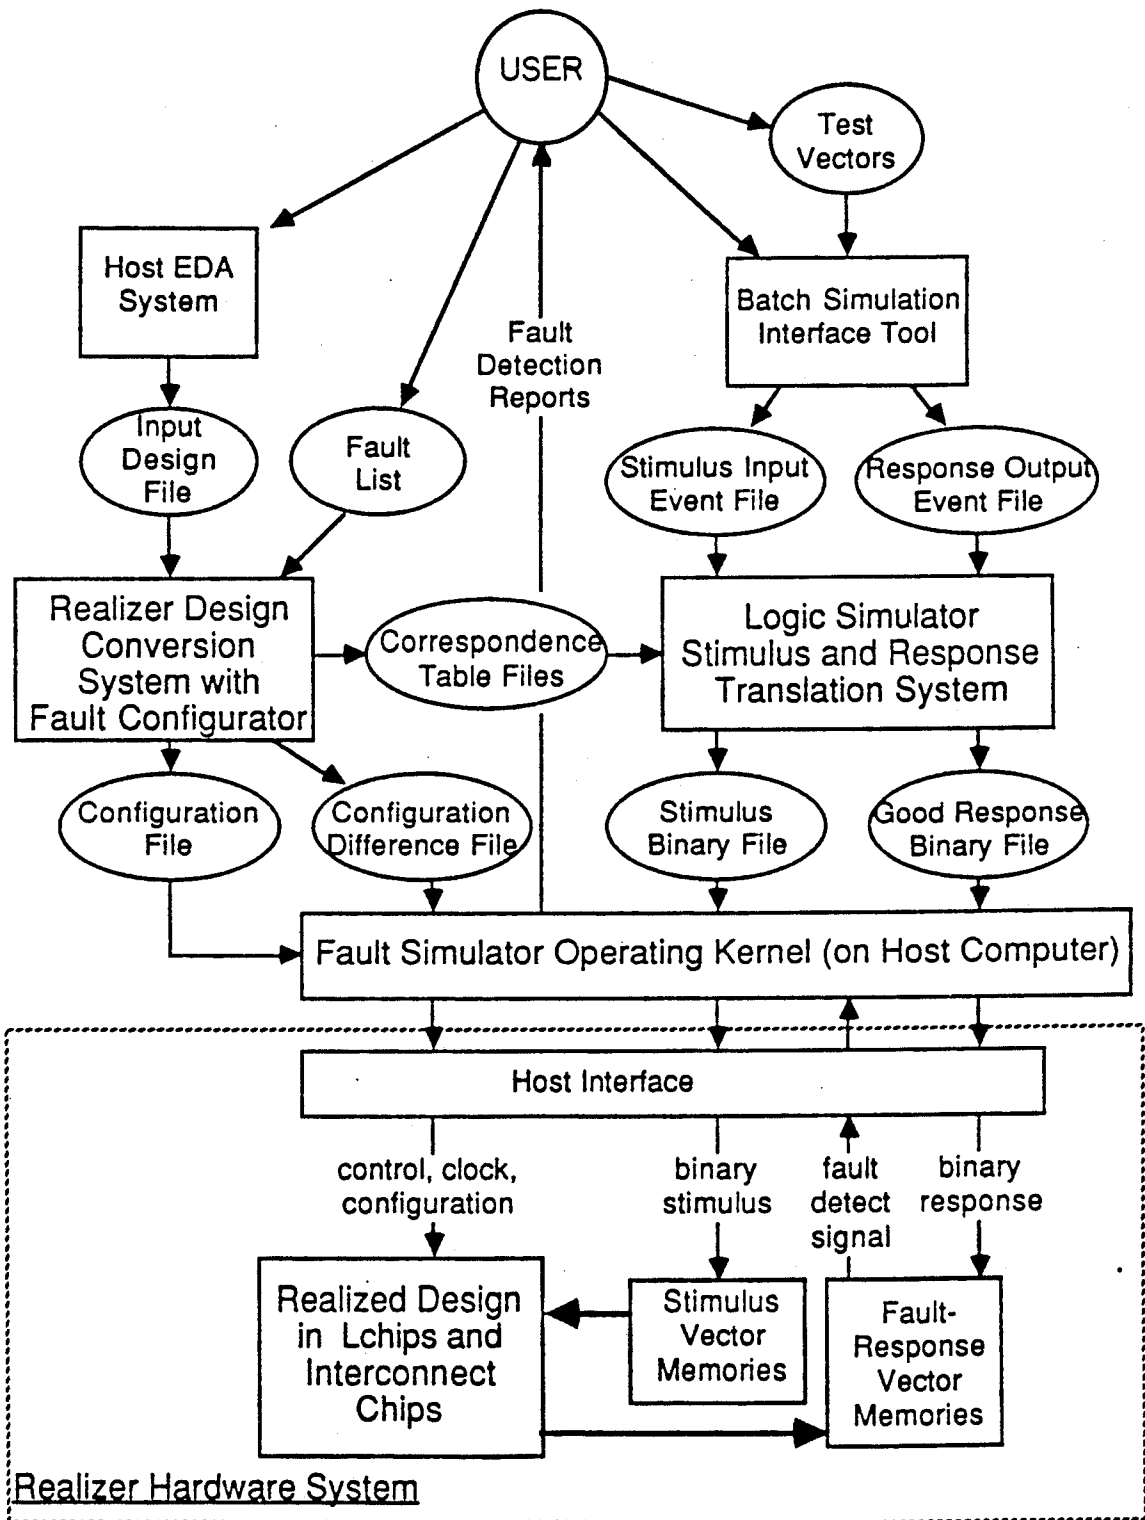 USER
Test
Vectors
Host EDA
System
Batch Simulation
Interface Tool
Fault
Detection
Reports
Input
Design
File
Fault
List
Stimulus Input
Event File
Response Output
Event File
Realizer Design
Conversion
System with
Fault Configurator
Correspondence
Table Files
Logic Simulator
Stimulus and Response
Translation System
Configuration
File
Configuration
Difference File
Stimulus
Binary File
Good Response
Binary File
Fault Simulator Operating Kernel (on Host Computer)
Host Interface
control, clock,
configuration
binary
stimulus
fault
detect
signal
binary
response
Realized Design
in Lchips and
Interconnect
Chips
Stimulus
Vector
Memories
Fault-
Response
Vector
Memories
Realizer Hardware System